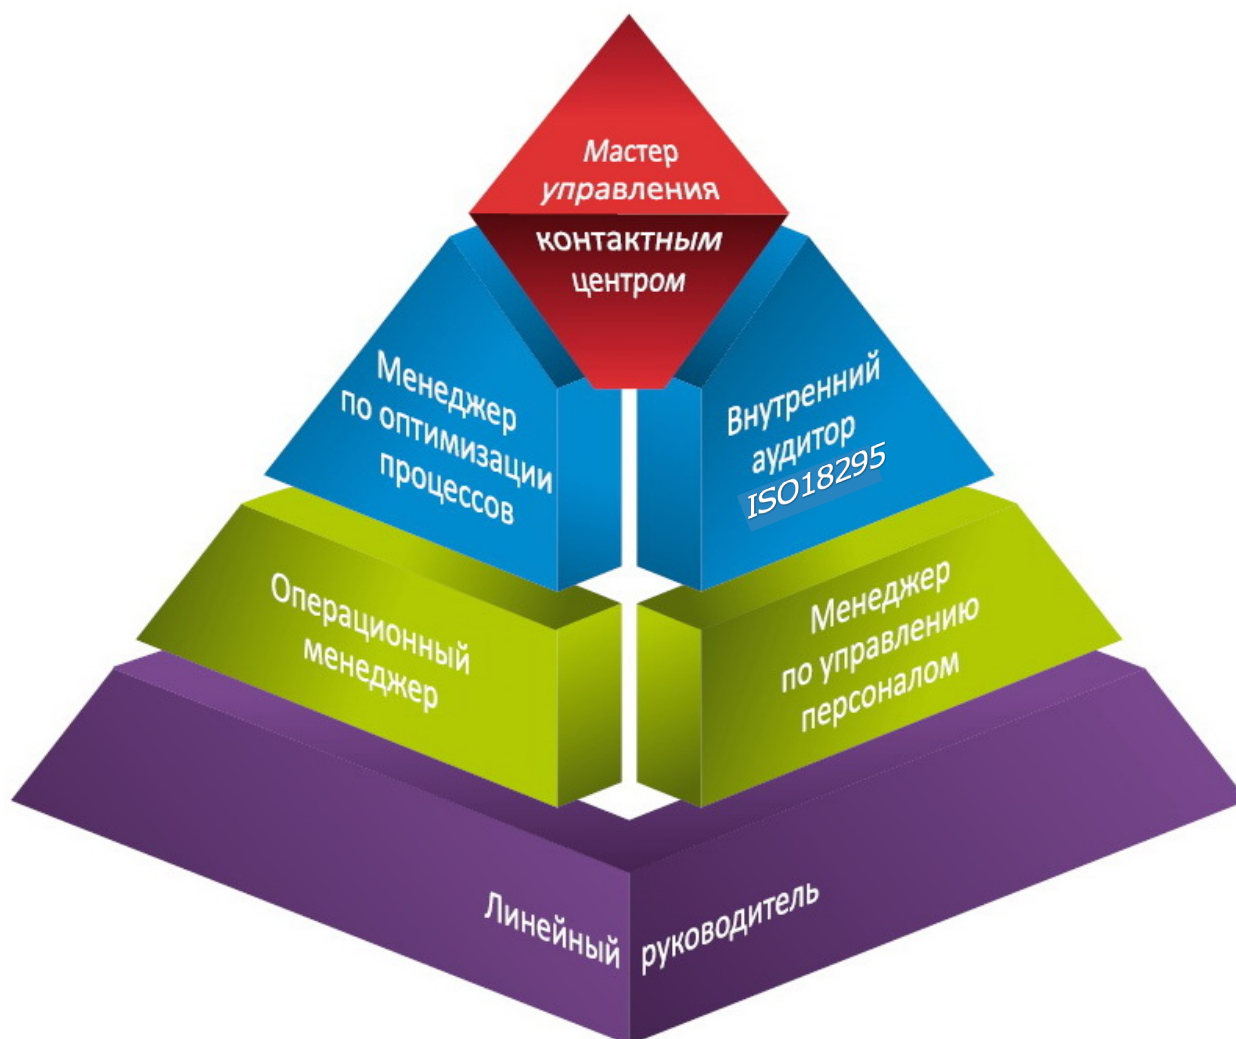 Мастер
управления
контактным
центром
Менеджер
по оптимизации
процессов
Внутренний
аудитор
ISO18295
Операционный
менеджер
Менеджер
по управлению
персоналом
Линейный руководитель